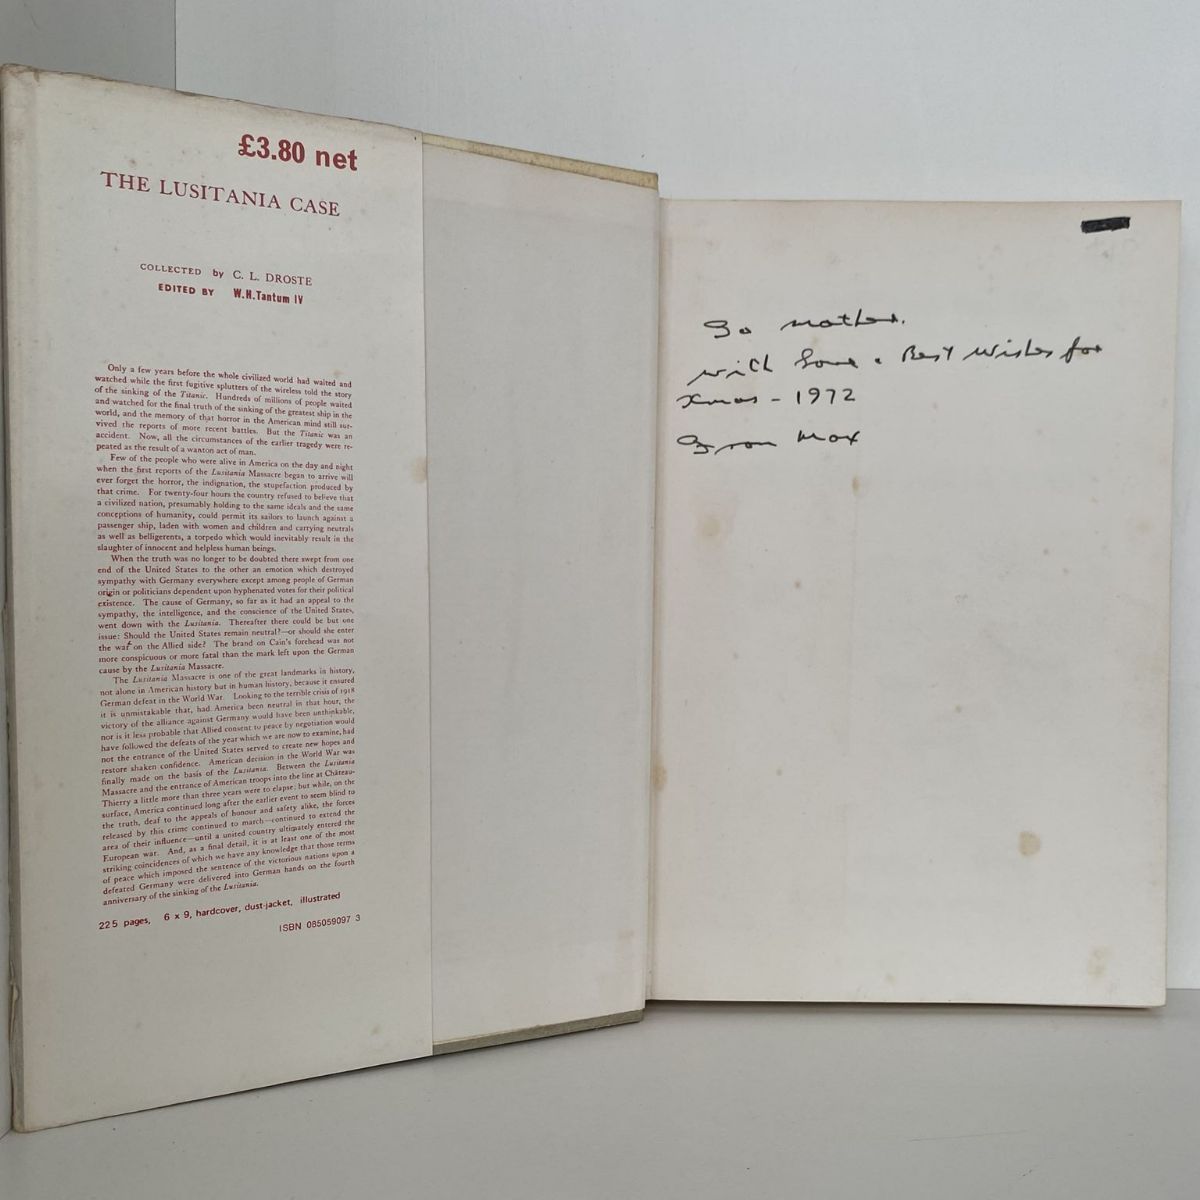 £3.80 net
THE LUSITANIA CASE
COLLECTED by C. L. DROSTE
EDITED BY W.H.Tantum IV
Only a few years before the whole civilized world had waited and
watched while the first fugitive splutters of the wireless told the story
of the sinking of the Titanic. Hundreds of millions of people waited
and watched for the final truth of the sinking of the greatest ship in the
world, and the memory of that horror in the American mind still sur-
vived the reports of more recent battles. But the Titanic was an
accident. Now, all the circumstances of the earlier tragedy were re-
peated as the result of a wanton act of man.
Few of the people who were alive in America on the day and night
when the first reports of the Lusitania Massacre began to arrive will
ever forget the horror, the indignation, the stupefaction produced by
that crime. For twenty-four hours the country refused to believe that
a civilized nation, presumably holding to the same ideals and the same
conceptions of humanity, could permit its sailors to launch against a
passenger ship, laden with women and children and carrying neutrals
as well as belligerents, a torpedo which would inevitably result in the
slaughter of innocent and helpless human beings.
When the truth was no longer to be doubted there swept from one
end of the United States to the other an emotion which destroyed
sympathy with Germany everywhere except among people of German
origin or politicians dependent upon hyphenated votes for their political
existence. The cause of Germany, so far as it had an appeal to the
sympathy, the intelligence, and the conscience of the United States,
went down with the Lusitania. Thereafter there could be but one
issue: Should the United States remain neutral?—or should she enter
the war on the Allied side? The brand on Cain's forehead was not
more conspicuous or more fatal than the mark left upon the German
cause by the Lusitania Massacre.
The Lusitania Massacre is one of the great landmarks in history,
not alone in American history but in human history, because it ensured
German defeat in the World War. Looking to the terrible crisis of 1918
it is unmistakable that, had America been neutral in that hour, the
victory of the alliance against Germany would have been unthinkable,
nor is it less probable that Allied consent to peace by negotiation would
have followed the defeats of the year which we are now to examine, had
not the entrance of the United States served to create new hopes and
restore shaken confidence. American decision in the World War was
finally made on the basis of the Lusitania. Between the Lusitania
Massacre and the entrance of American troops into the line at Château-
Thierry a little more than three years were to elapse; but while, on the
surface, America continued long after the earlier event to seem blind to
the truth, deaf to the appeals of honour and safety alike, the forces
released by this crime continued to march—continued to extend the
area of their influence—until a united country ultimately entered the
European war. And, as a final detail, it is at least one of the most
striking coincidences of which we have any knowledge that those terms
of peace which imposed the sentence of the victorious nations upon a
defeated Germany were delivered into German hands on the fourth
anniversary of the sinking of the Lusitania.
225 pages, 6 x 9, hardcover, dust-jacket, illustrated
ISBN 085059097 3
To Mother.
with Love & Best Wishes for
Xmas - 1972
From Max